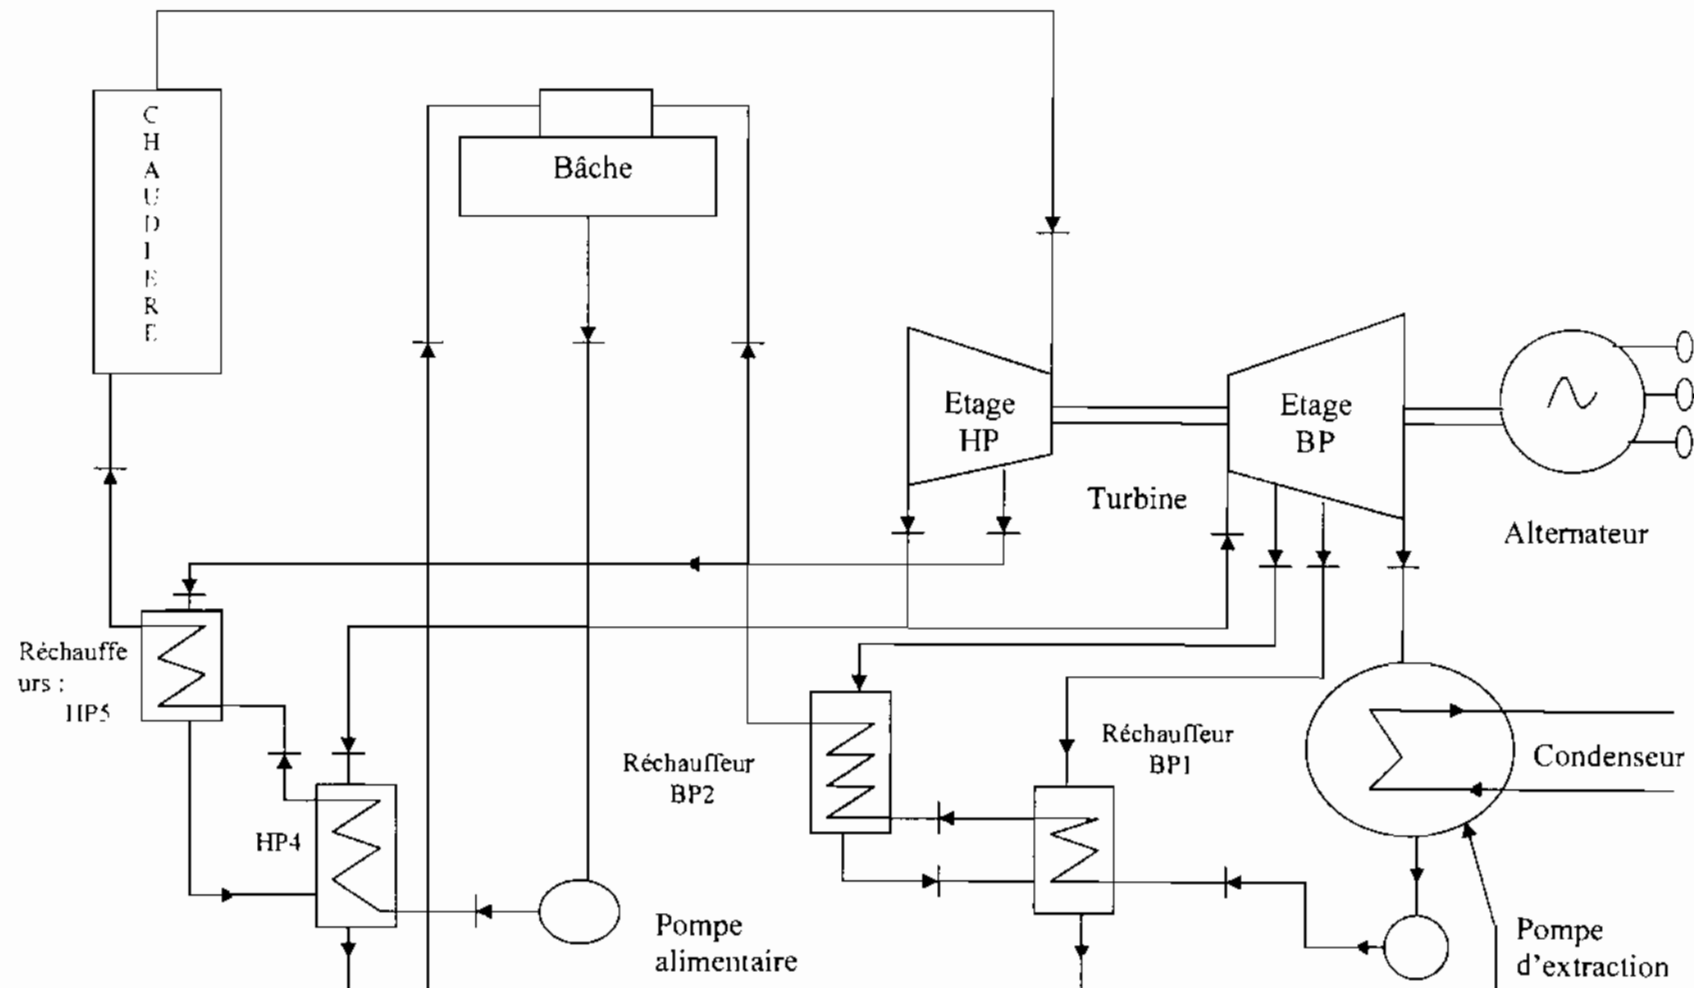 CHAUDIERE
Bâche
Etage
HP
Etage
BP
Turbine
Alternateur
Réchauffe
urs :
HP5
Réchauffeur
BP2
Réchauffeur
BP1
Condenseur
HP4
Pompe
alimentaire
Pompe
d'extraction